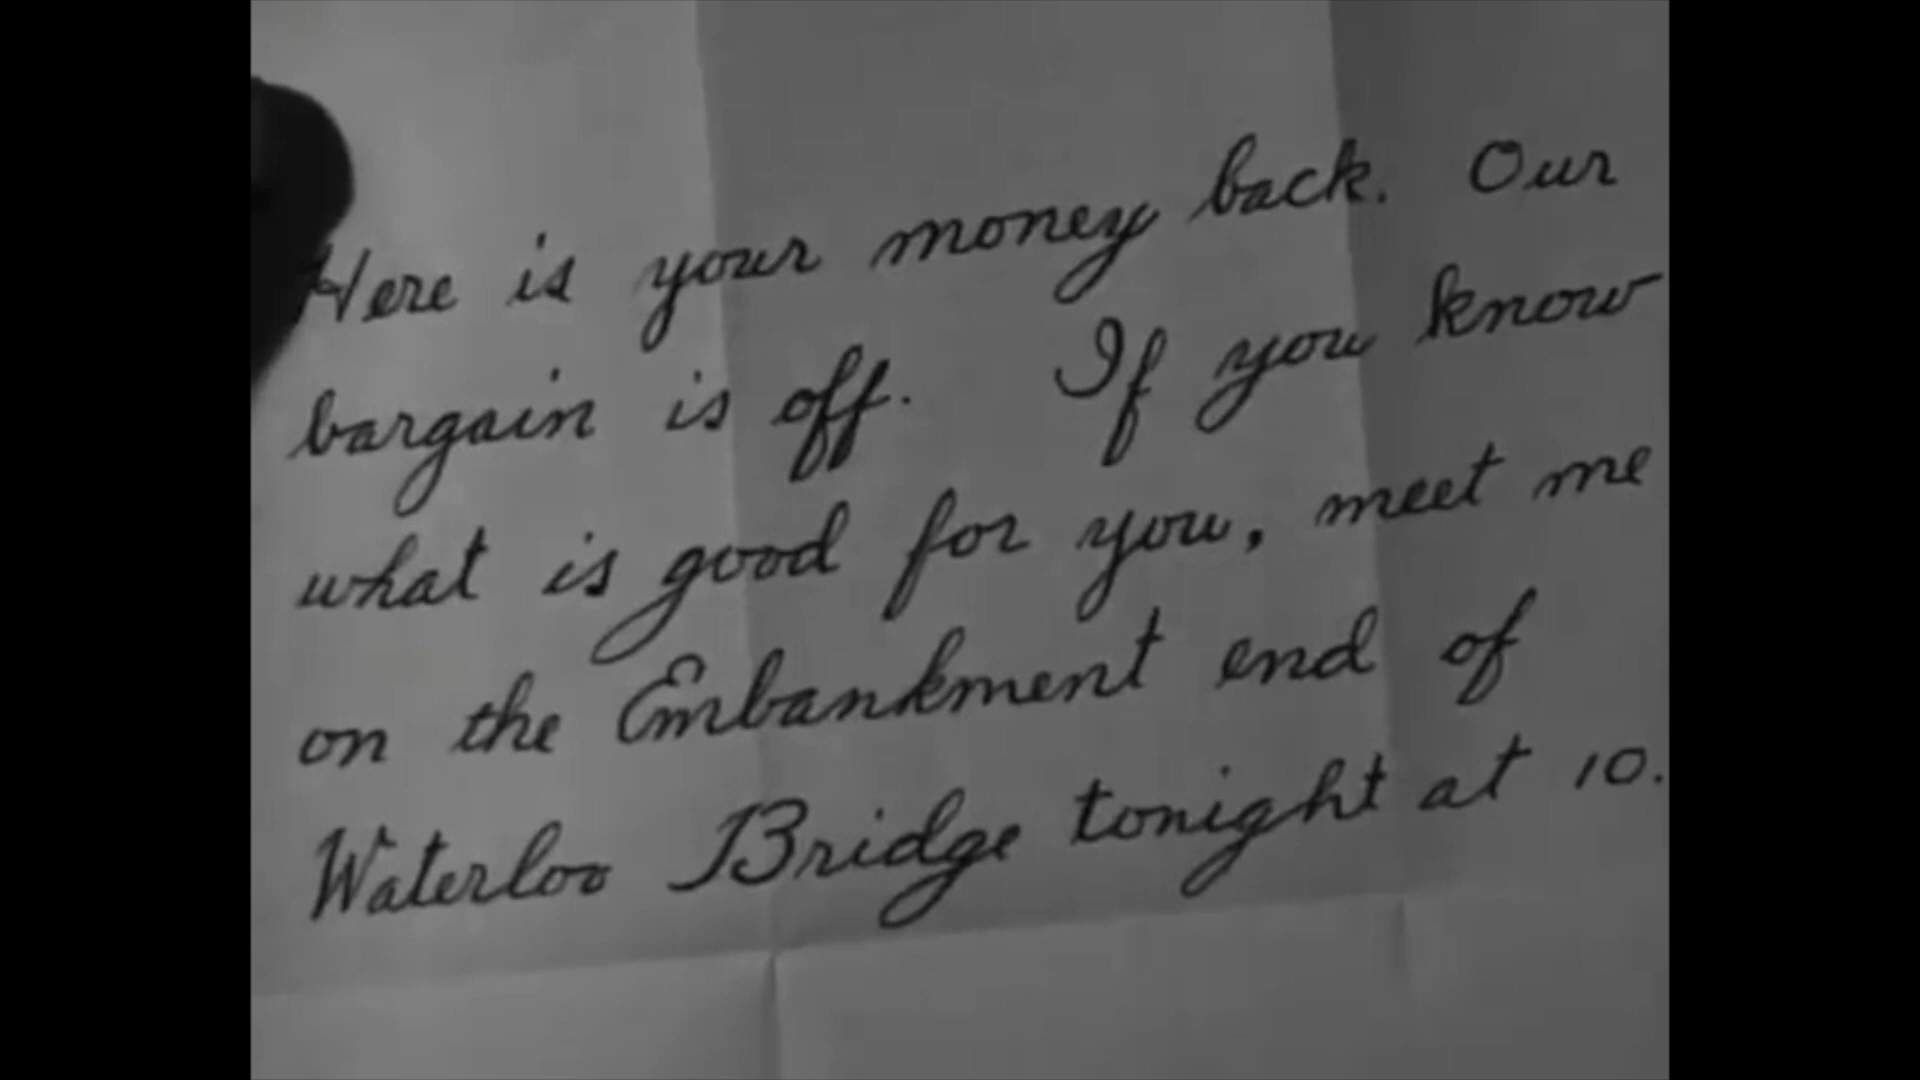 Here is your money back. Our
bargain is off. If you know
what is good for you, meet me
on the Embankment end of
Waterloo Bridge tonight at 10.